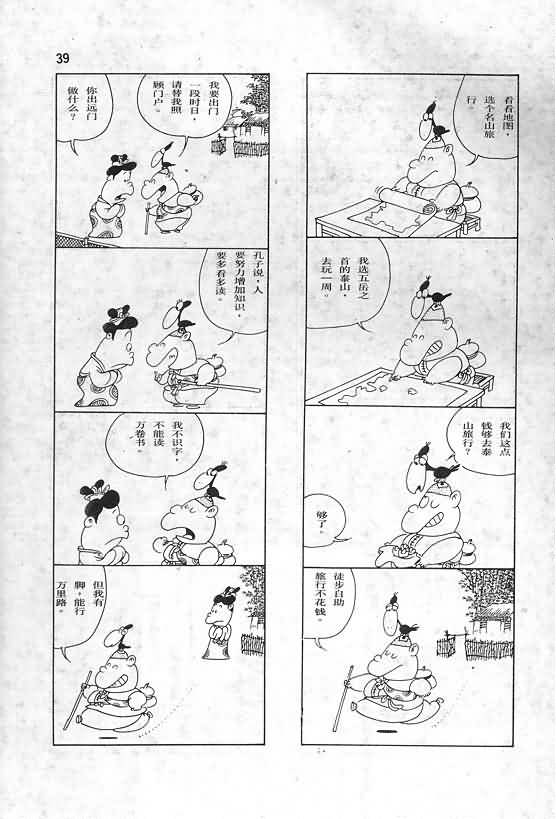 39
看看地图，
选个名山旅
行。
我选五岳之
首的泰山，
去玩一周。
我们这点
钱够去泰
山旅行？
够了。
徒步自助
旅行不花钱。
我要出门
一段时日，
请替我照
顾门户。
你出远门
做什么？
孔子说，人
要努力增加知识，
要多看多读。
我不识字，
不能读
万卷书。
但我有
脚，能行
万里路。